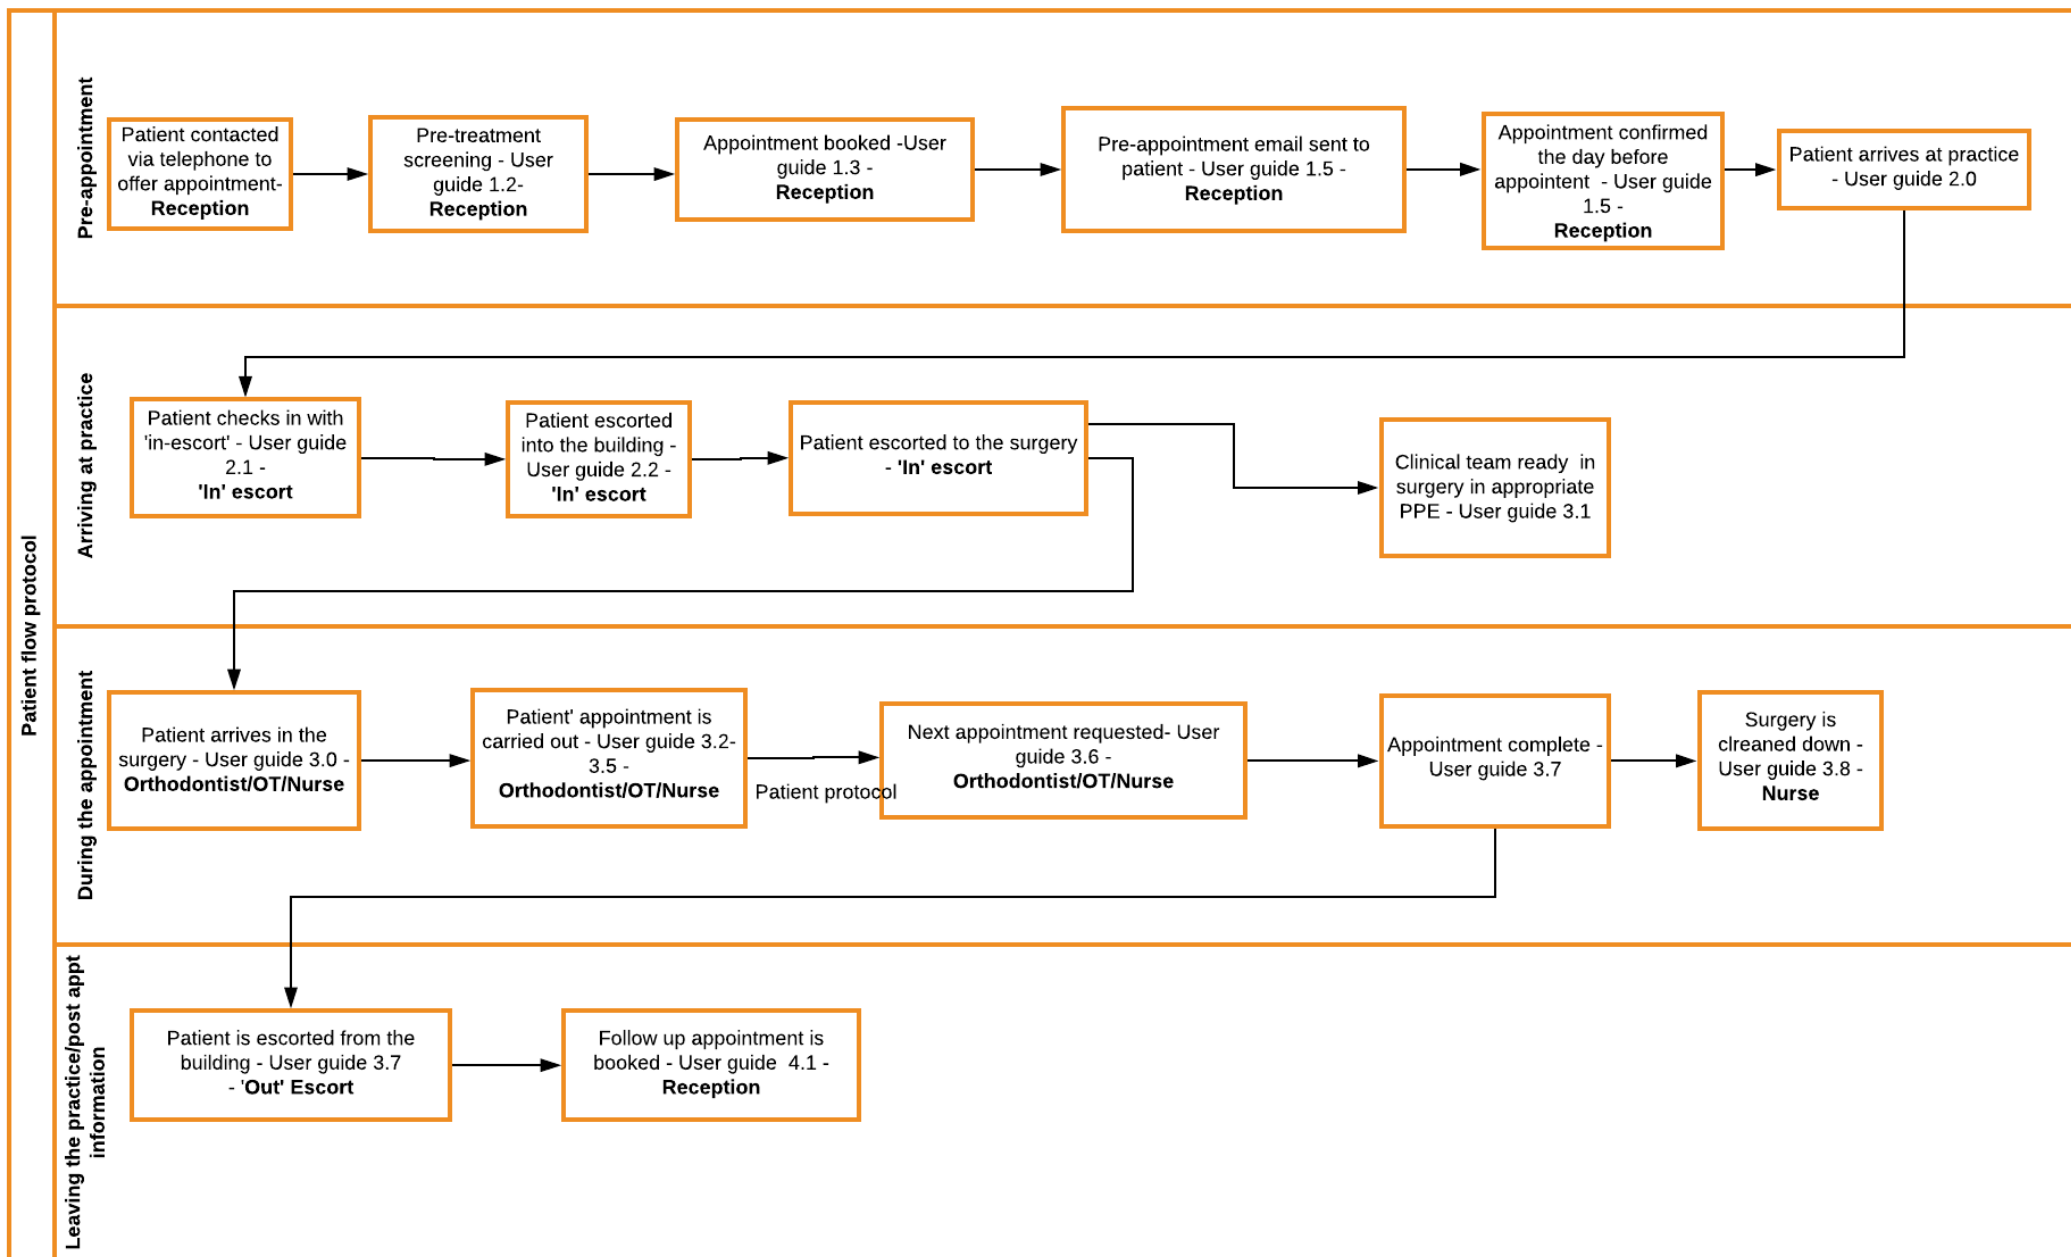 Patient flow protocol
Pre-appointment
Patient contacted
via telephone to
offer appointment-
Reception
Pre-treatment
screening - User
guide 1.2-
Reception
Appointment booked -User
guide 1.3 -
Reception
Pre-appointment email sent to
patient - User guide 1.5 -
Reception
Appointment confirmed
the day before
appointent - User guide
1.5 -
Reception
Patient arrives at practice
- User guide 2.0
Arriving at practice
Patient checks in with
'in-escort' - User guide
2.1 -
'In' escort
Patient escorted
into the building -
User guide 2.2 -
'In' escort
Patient escorted to the surgery
- 'In' escort
Clinical team ready in
surgery in appropriate
PPE - User guide 3.1
During the appointment
Patient arrives in the
surgery - User guide 3.0 -
Orthodontist/OT/Nurse
Patient' appointment is
carried out - User guide 3.2-
3.5 -
Orthodontist/OT/Nurse
Patient protocol
Next appointment requested- User
guide 3.6 -
Orthodontist/OT/Nurse
Appointment complete -
User guide 3.7
Surgery is
clreaned down -
User guide 3.8 -
Nurse
Leaving the practice/post appt
information
Patient is escorted from the
building - User guide 3.7
- 'Out' Escort
Follow up appointment is
booked - User guide 4.1 -
Reception